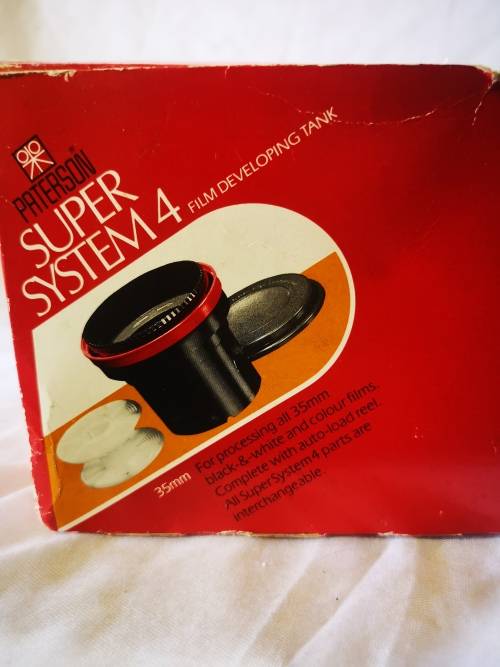 PATERSON
SUPER
SYSTEM 4 FILM DEVELOPING TANK
35mm For processing all 35mm
black-&-white and colour films.
Complete with auto-load reel.
All Super System 4 parts are
interchangeable.